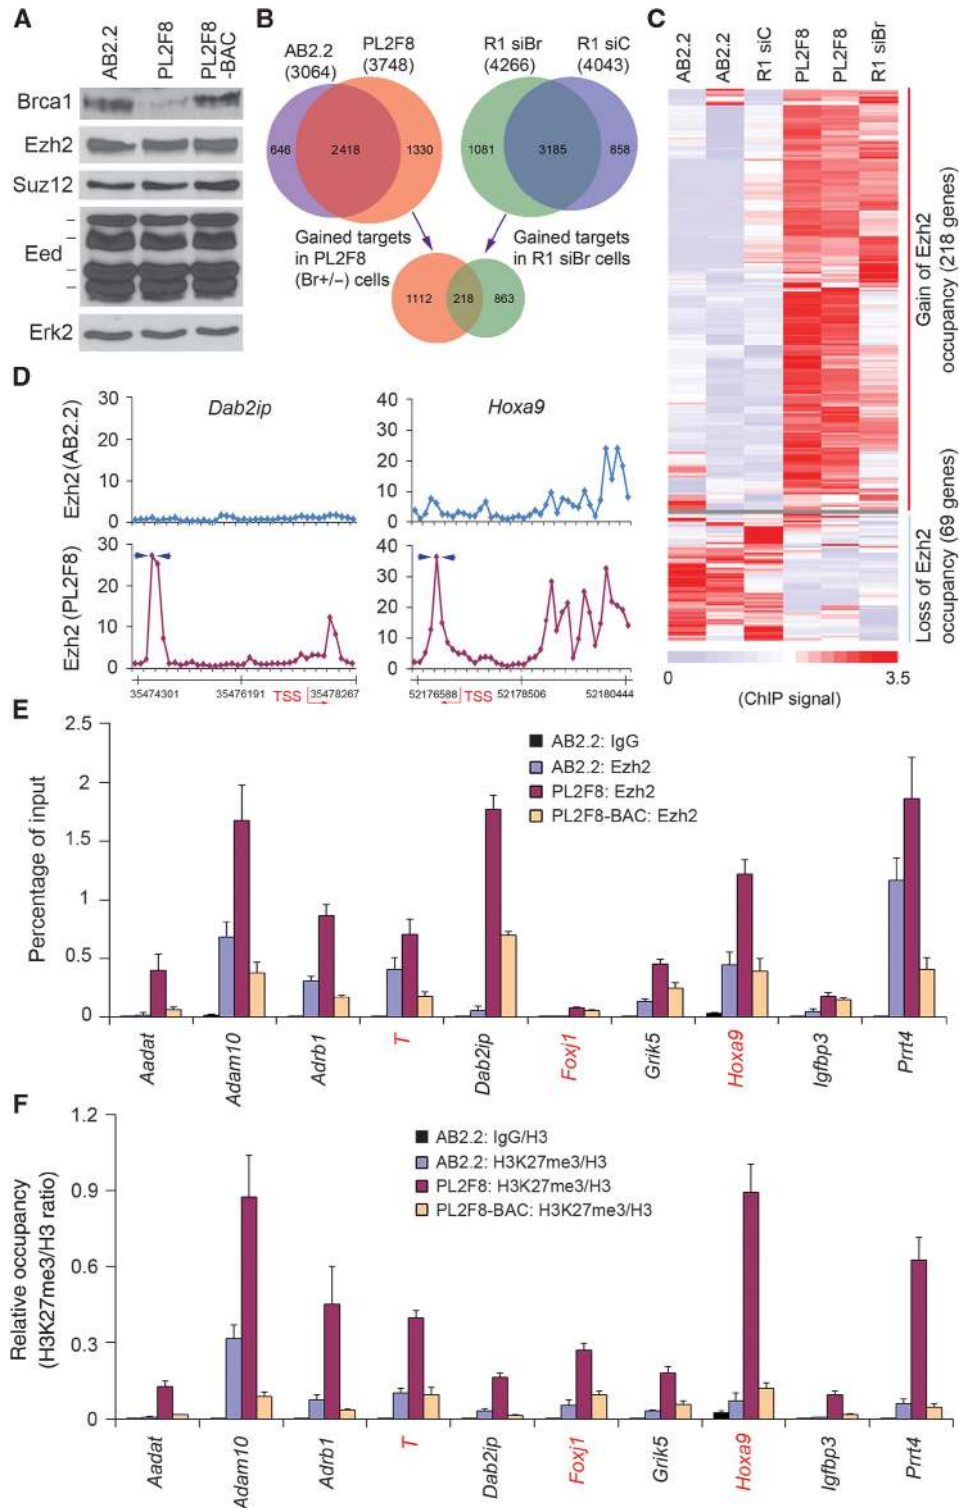 A
AB2.2
PL2F8
PL2F8
-BAC
Brca1
Ezh2
Suz12
Eed
Erk2
B
AB2.2
(3064)
PL2F8
(3748)
R1 siBr
(4266)
R1 siC
(4043)
646
2418
1330
1081
3185
858
Gained targets
in PL2F8
(Br+/−) cells
Gained targets
in R1 siBr cells
1112
218
863
C
AB2.2
AB2.2
R1 siC
PL2F8
PL2F8
R1 siBr
Gain of Ezh2
occupancy (218 genes)
Loss of Ezh2
occupancy (69 genes)
0
3.5
(ChIP signal)
D
Dab2ip
Hoxa9
Ezh2 (AB2.2)
30
20
10
0
40
30
20
10
0
Ezh2 (PL2F8)
30
20
10
0
40
30
20
10
0
35474301
35476191
TSS
35478267
52176588
TSS
52178506
52180444
E
Percentage of input
2.5
2
1.5
1
0.5
0
AB2.2: IgG
AB2.2: Ezh2
PL2F8: Ezh2
PL2F8-BAC: Ezh2
Aadat
Adam10
Adrb1
T
Dab2ip
Foxj1
Grik5
Hoxa9
Igfbp3
Prrt4
F
Relative occupancy
(H3K27me3/H3 ratio)
1.2
0.9
0.6
0.3
0
AB2.2: IgG/H3
AB2.2: H3K27me3/H3
PL2F8: H3K27me3/H3
PL2F8-BAC: H3K27me3/H3
Aadat
Adam10
Adrb1
T
Dab2ip
Foxj1
Grik5
Hoxa9
Igfbp3
Prrt4